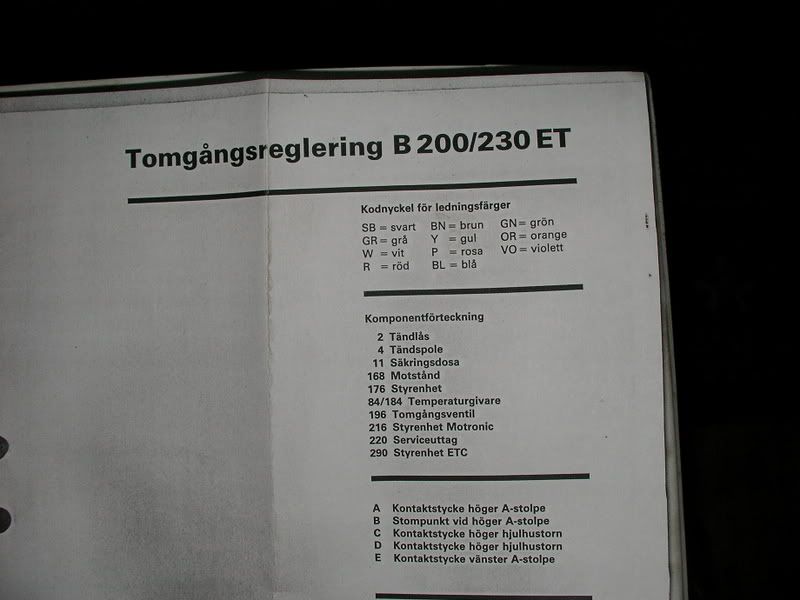 Tomgångsreglering B 200/230 ET
Kodnyckel för ledningsfärger
SB = svart BN = brun GN = grön
GR = grå Y = gul OR = orange
W = vit P = rosa VO = violett
R = röd BL = blå
Komponentförteckning
2 Tändlås
4 Tändspole
11 Säkringsdosa
168 Motstånd
176 Styrenhet
84/184 Temperaturgivare
196 Tomgångsventil
216 Styrenhet Motronic
220 Serviceuttag
290 Styrenhet ETC
A Kontaktstycke höger A-stolpe
B Stompunkt vid höger A-stolpe
C Kontaktstycke höger hjulhustorn
D Kontaktstycke höger hjulhustorn
E Kontaktstycke vänster A-stolpe